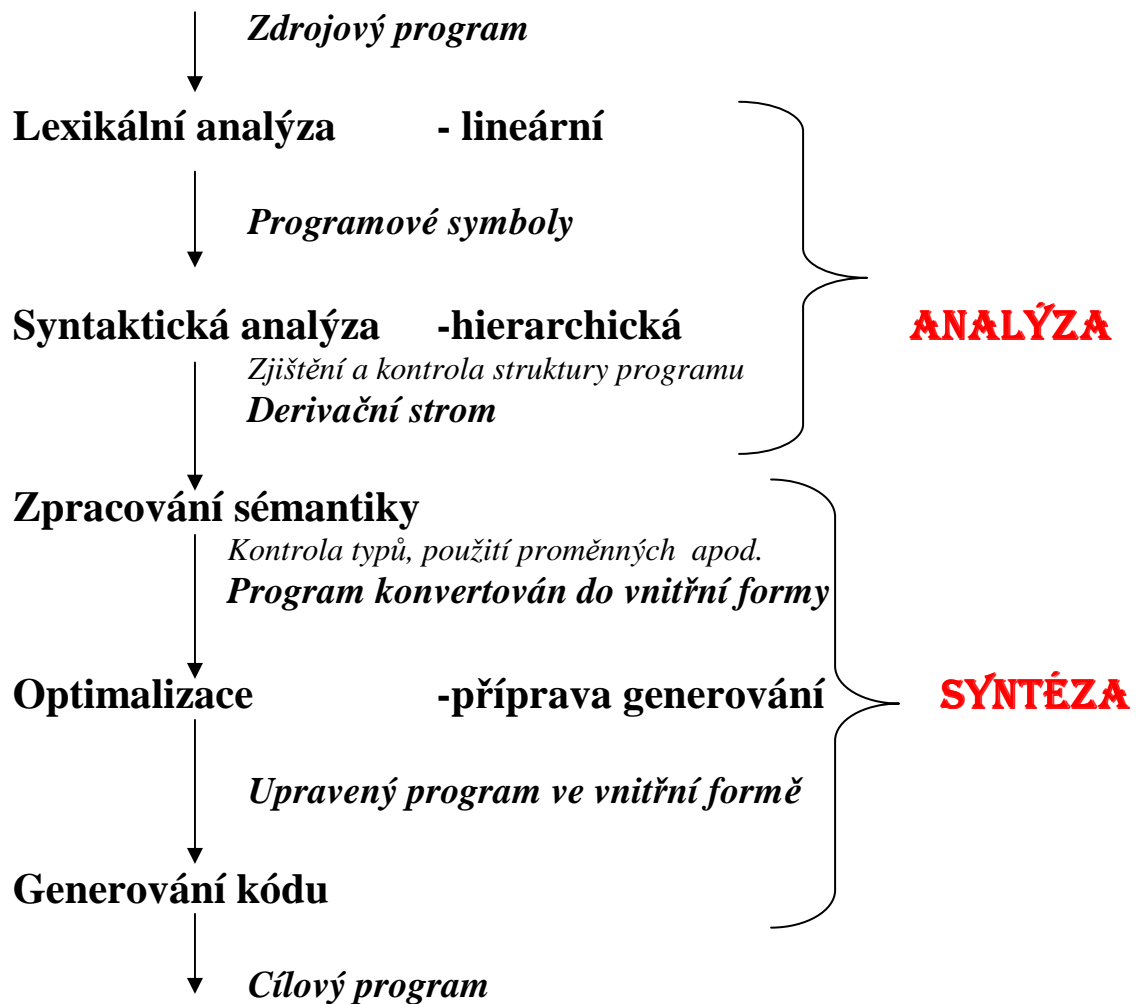 Zdrojový program
Lexikální analýza - lineární
Programové symboly
Syntaktická analýza -hierarchická
ANALÝZA
Zjištění a kontrola struktury programu
Derivační strom
Zpracování sémantiky
Kontrola typů, použití proměnných apod.
Program konvertován do vnitřní formy
Optimalizace -příprava generování
SYNTÉZA
Upravený program ve vnitřní formě
Generování kódu
Cílový program